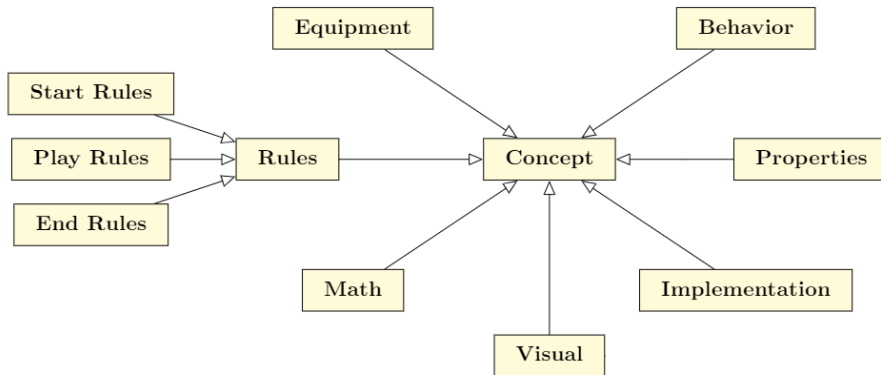 Equipment
Behavior
Start Rules
Play Rules
Rules
Concept
Properties
End Rules
Math
Implementation
Visual